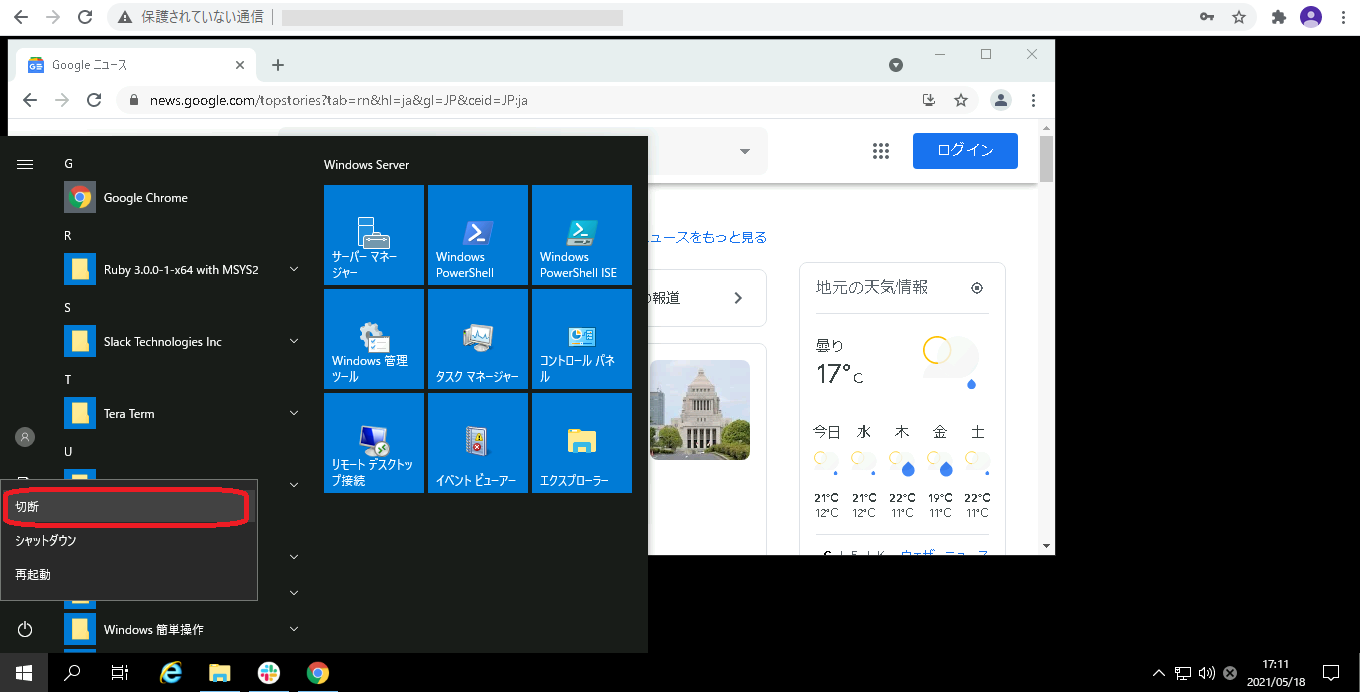 保護されていない通信
Google ニュース
news.google.com/topstories?tab=rn&hl=ja&gl=JP&ceid=JP:ja
ログイン
ュースをもっと見る
の報道
地元の天気情報
曇り
17°C
今日 水 木 金 土
21°C 21°C 22°C 19°C 22°C
12°C 12°C 11°C 11°C 11°C
ウェザーニュース
G
Google Chrome
R
Ruby 3.0.0-1-x64 with MSYS2
S
Slack Technologies Inc
T
Tera Term
U
Windows 簡単操作
切断
シャットダウン
再起動
Windows Server
サーバー マネー
ジャー
Windows
PowerShell
Windows
PowerShell ISE
Windows 管理
ツール
タスク マネージャー
コントロール パネ
ル
リモート デスクトッ
プ接続
イベント ビューアー
エクスプローラー
17:11
2021/05/18